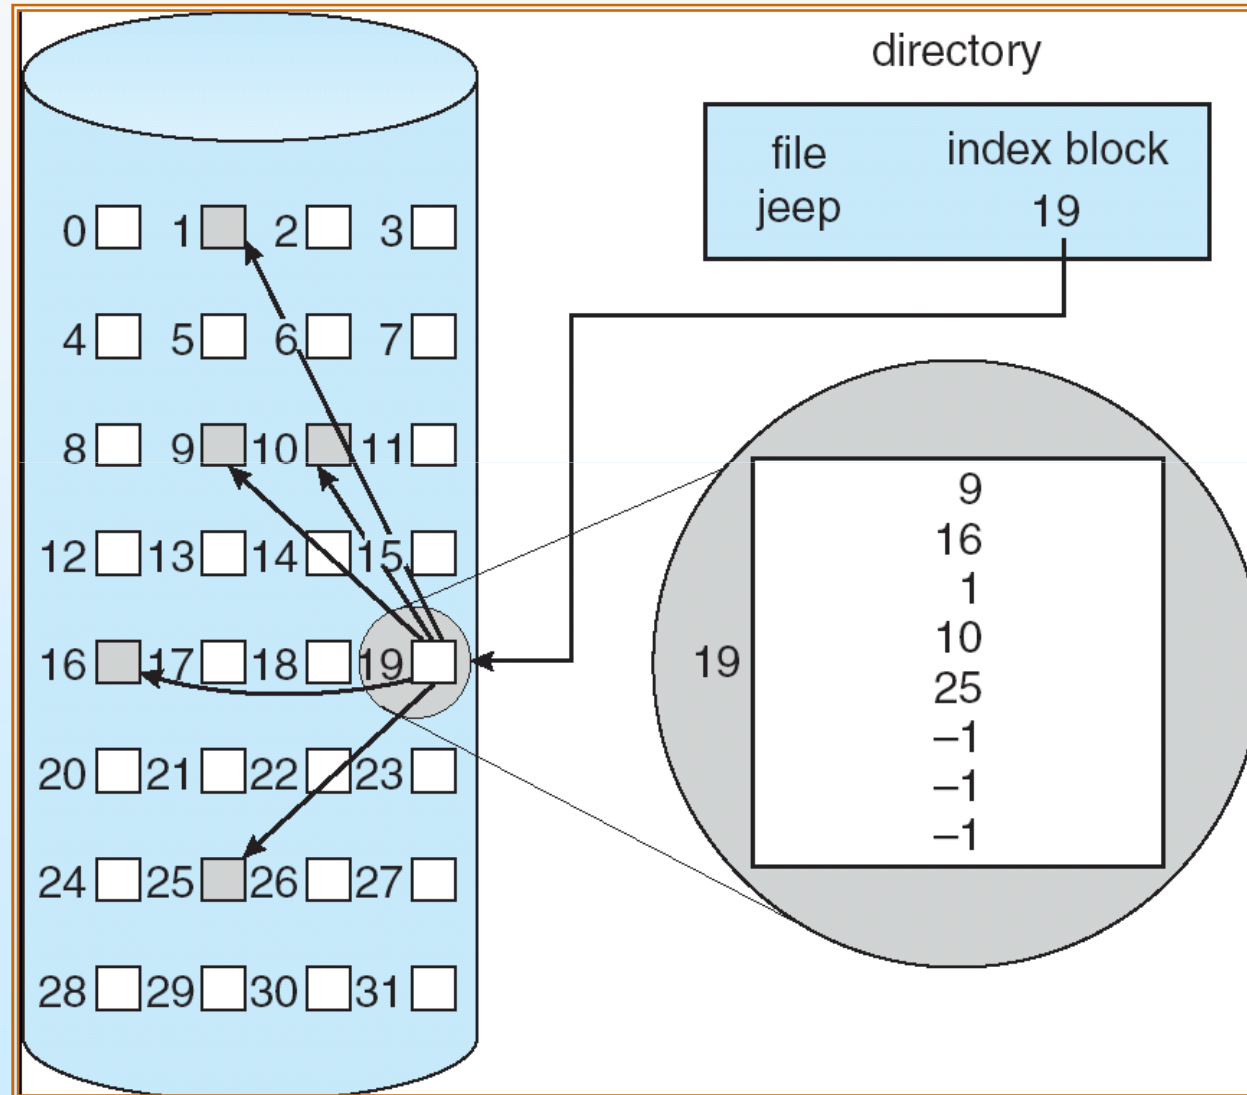 directory
file index block
jeep 19
0 1 2 3
4 5 6 7
8 9 10 11
12 13 14 15
16 17 18 19
20 21 22 23
24 25 26 27
28 29 30 31
19
9
16
1
10
25
–1
–1
–1